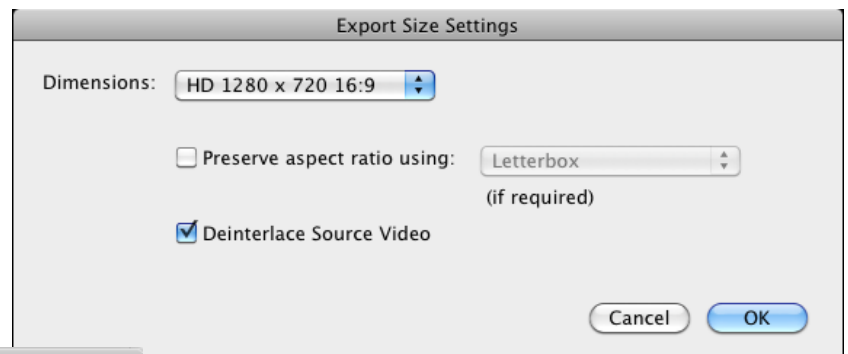 Export Size Settings
Dimensions: HD 1280 x 720 16:9
Preserve aspect ratio using: Letterbox
(if required)
Deinterlace Source Video
Cancel OK